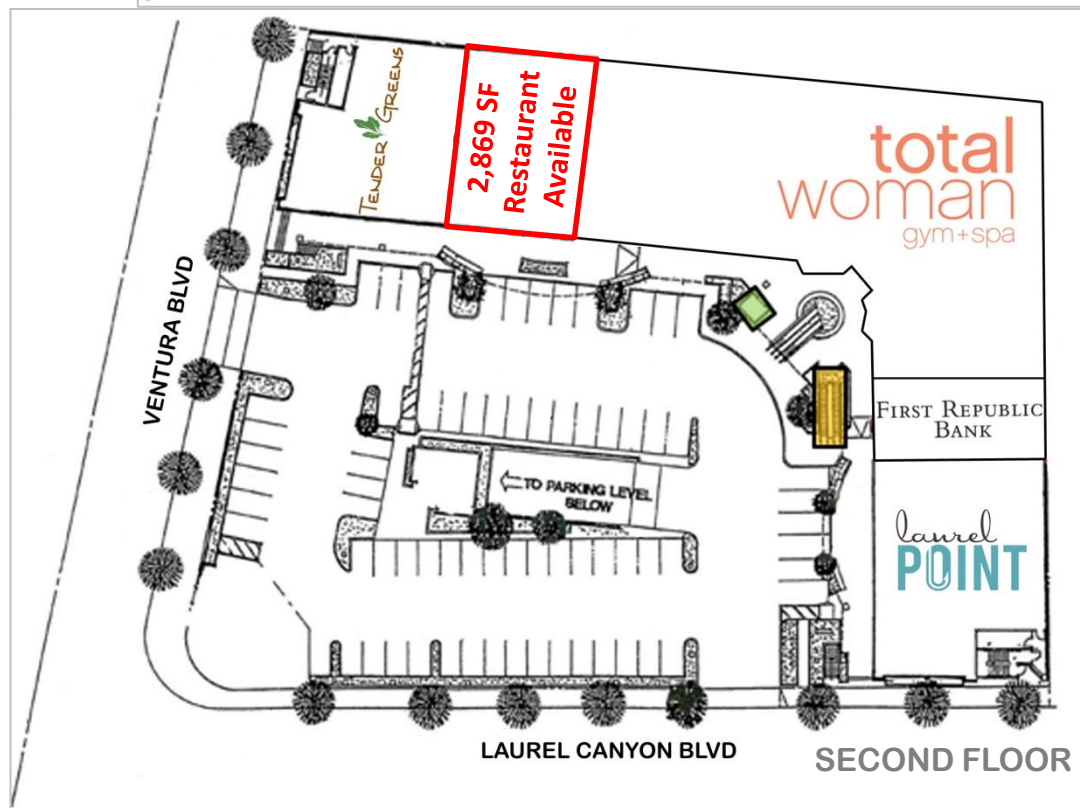 TENDER GREENS
2,869 SF
Restaurant
Available
total
woman
gym+spa
VENTURA BLVD
FIRST REPUBLIC
BANK
TO PARKING LEVEL
BELOW
laurel
POINT
LAUREL CANYON BLVD
SECOND FLOOR